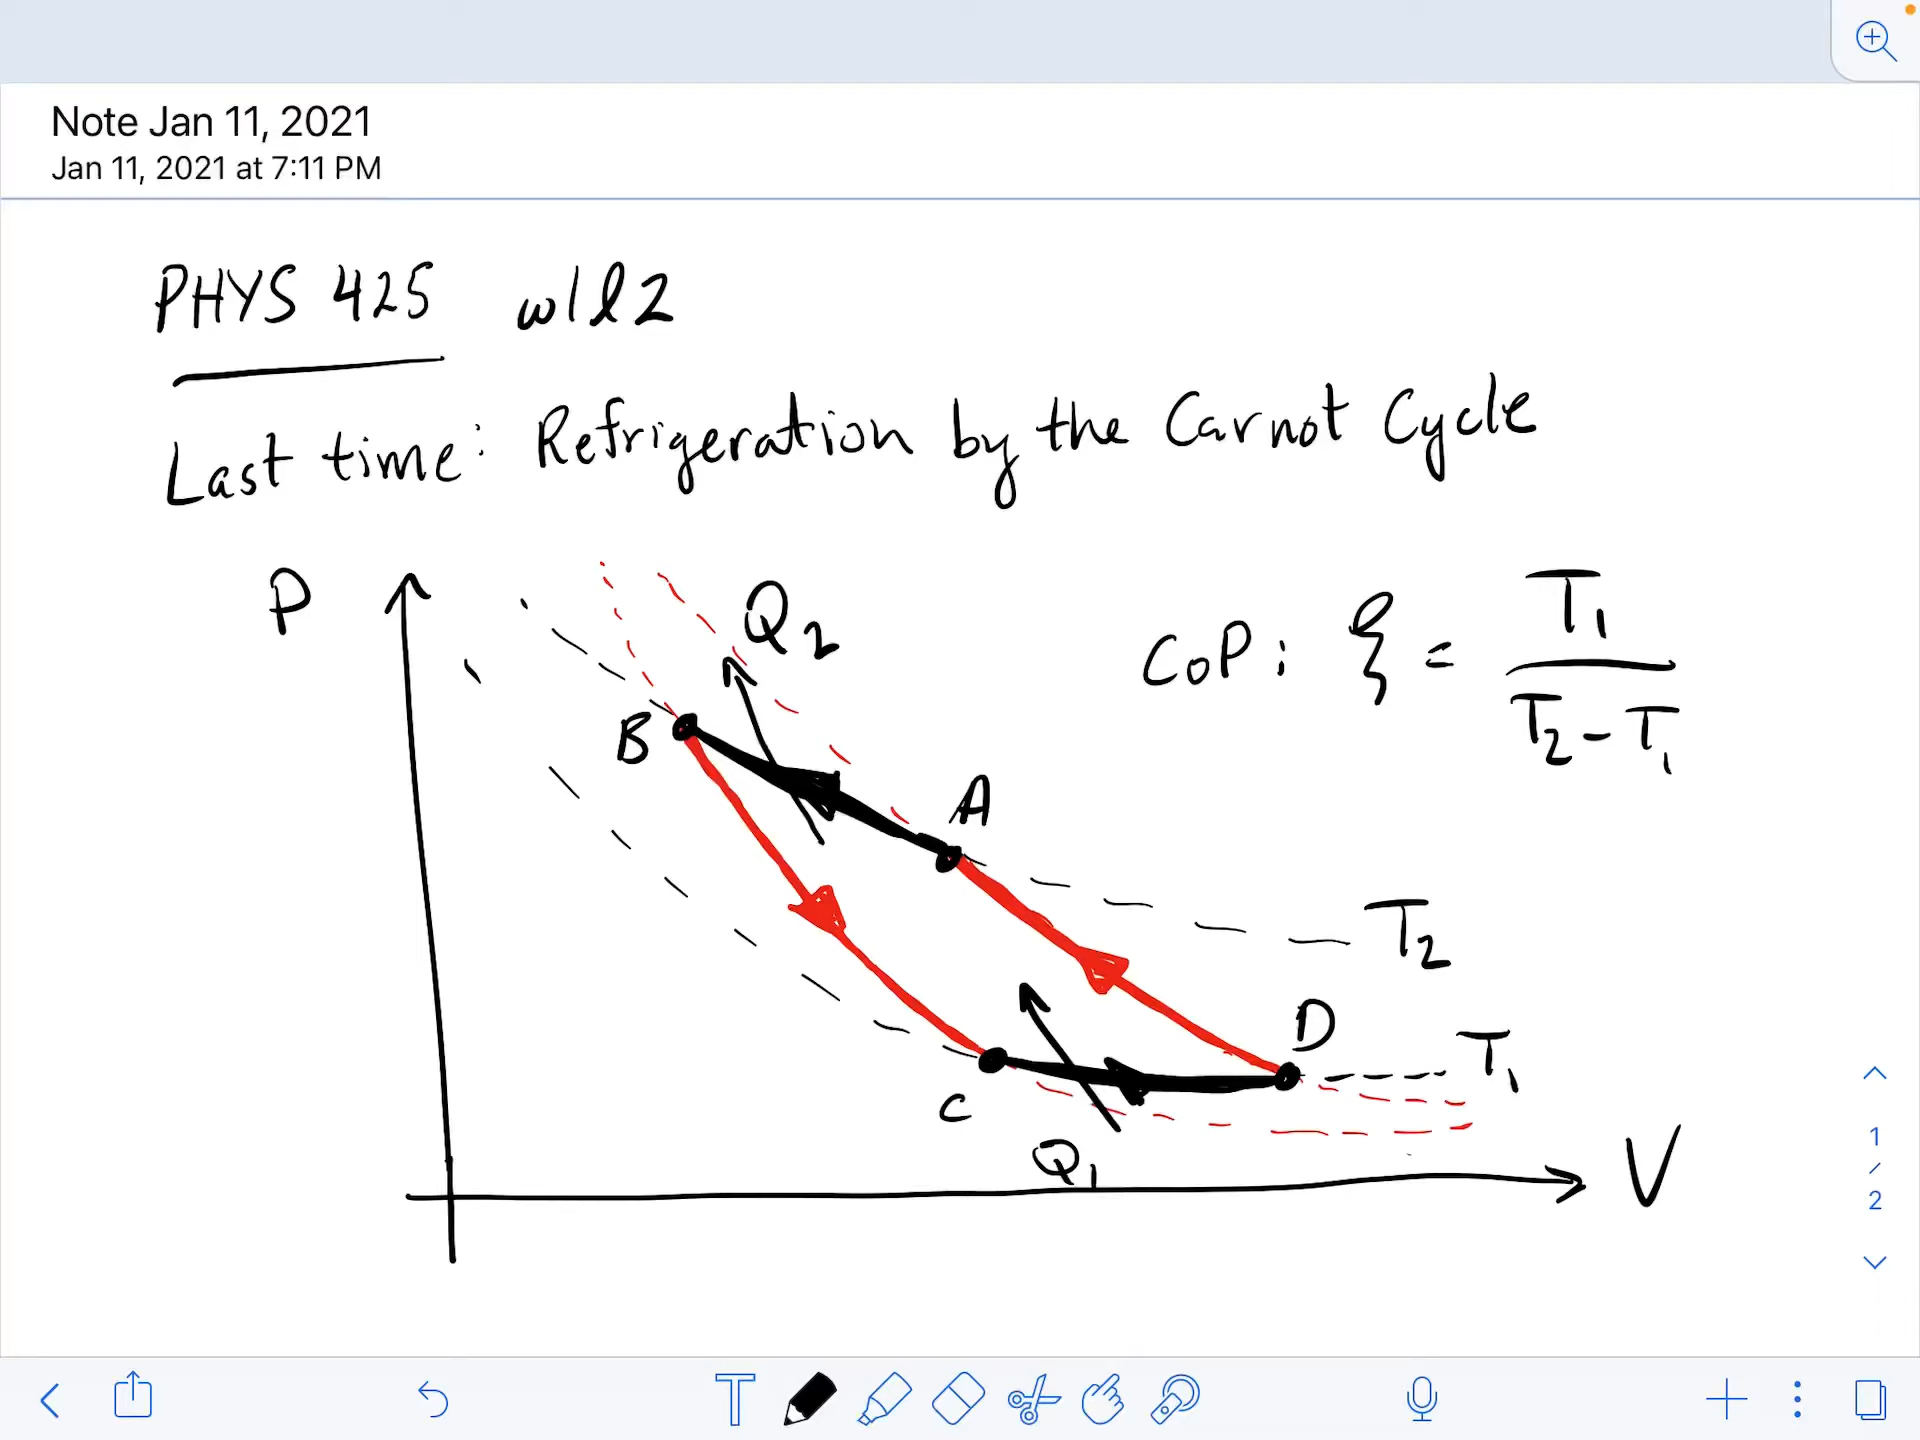 Note Jan 11, 2021
Jan 11, 2021 at 7:11 PM
PHYS 425 w1l2
Last time: Refrigeration by the Carnot Cycle
P
Q2
CoP: ξ = T1 / (T2 - T1)
B
A
T2
D
T1
C
Q1
V
1
/
2
T